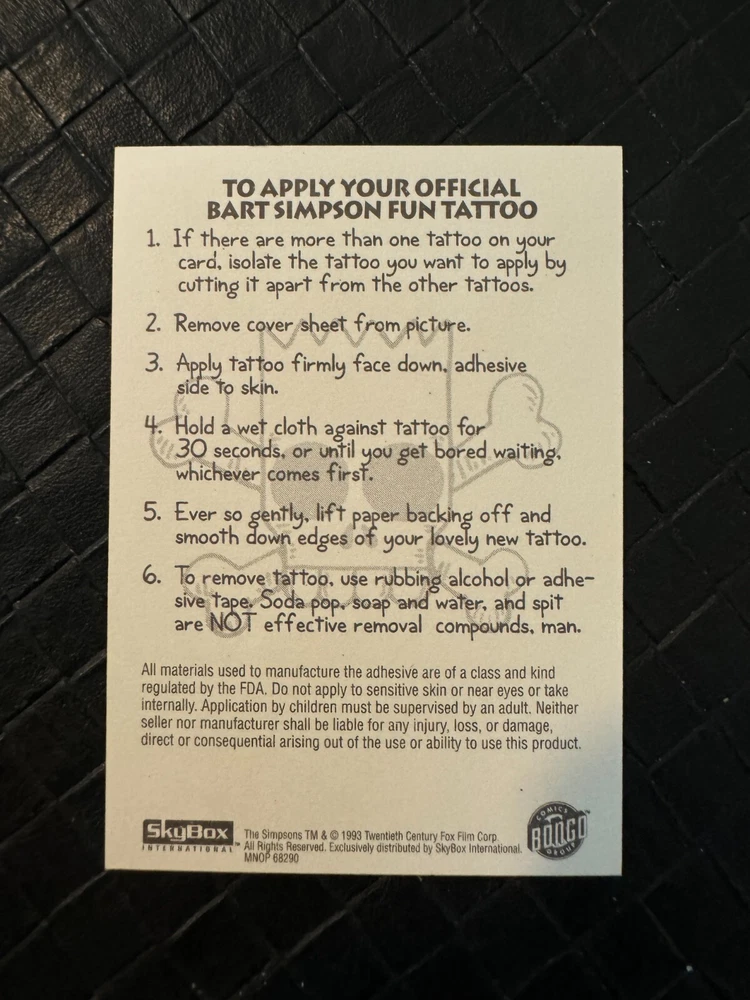 TO APPLY YOUR OFFICIAL
BART SIMPSON FUN TATTOO
1. If there are more than one tattoo on your
card, isolate the tattoo you want to apply by
cutting it apart from the other tattoos.
2. Remove cover sheet from picture.
3. Apply tattoo firmly face down, adhesive
side to skin.
4. Hold a wet cloth against tattoo for
30 seconds, or until you get bored waiting,
whichever comes first.
5. Ever so gently, lift paper backing off and
smooth down edges of your lovely new tattoo.
6. To remove tattoo, use rubbing alcohol or adhe-
sive tape. Soda pop, soap and water, and spit
are NOT effective removal compounds, man.
All materials used to manufacture the adhesive are of a class and kind
regulated by the FDA. Do not apply to sensitive skin or near eyes or take
internally. Application by children must be supervised by an adult. Neither
seller nor manufacturer shall be liable for any injury, loss, or damage,
direct or consequential arising out of the use or ability to use this product.
SkyBox
INTERNATIONAL™
The Simpsons TM & © 1993 Twentieth Century Fox Film Corp.
All Rights Reserved. Exclusively distributed by SkyBox International.
MNOP 68290
COMICS
BONGO™
GROUP